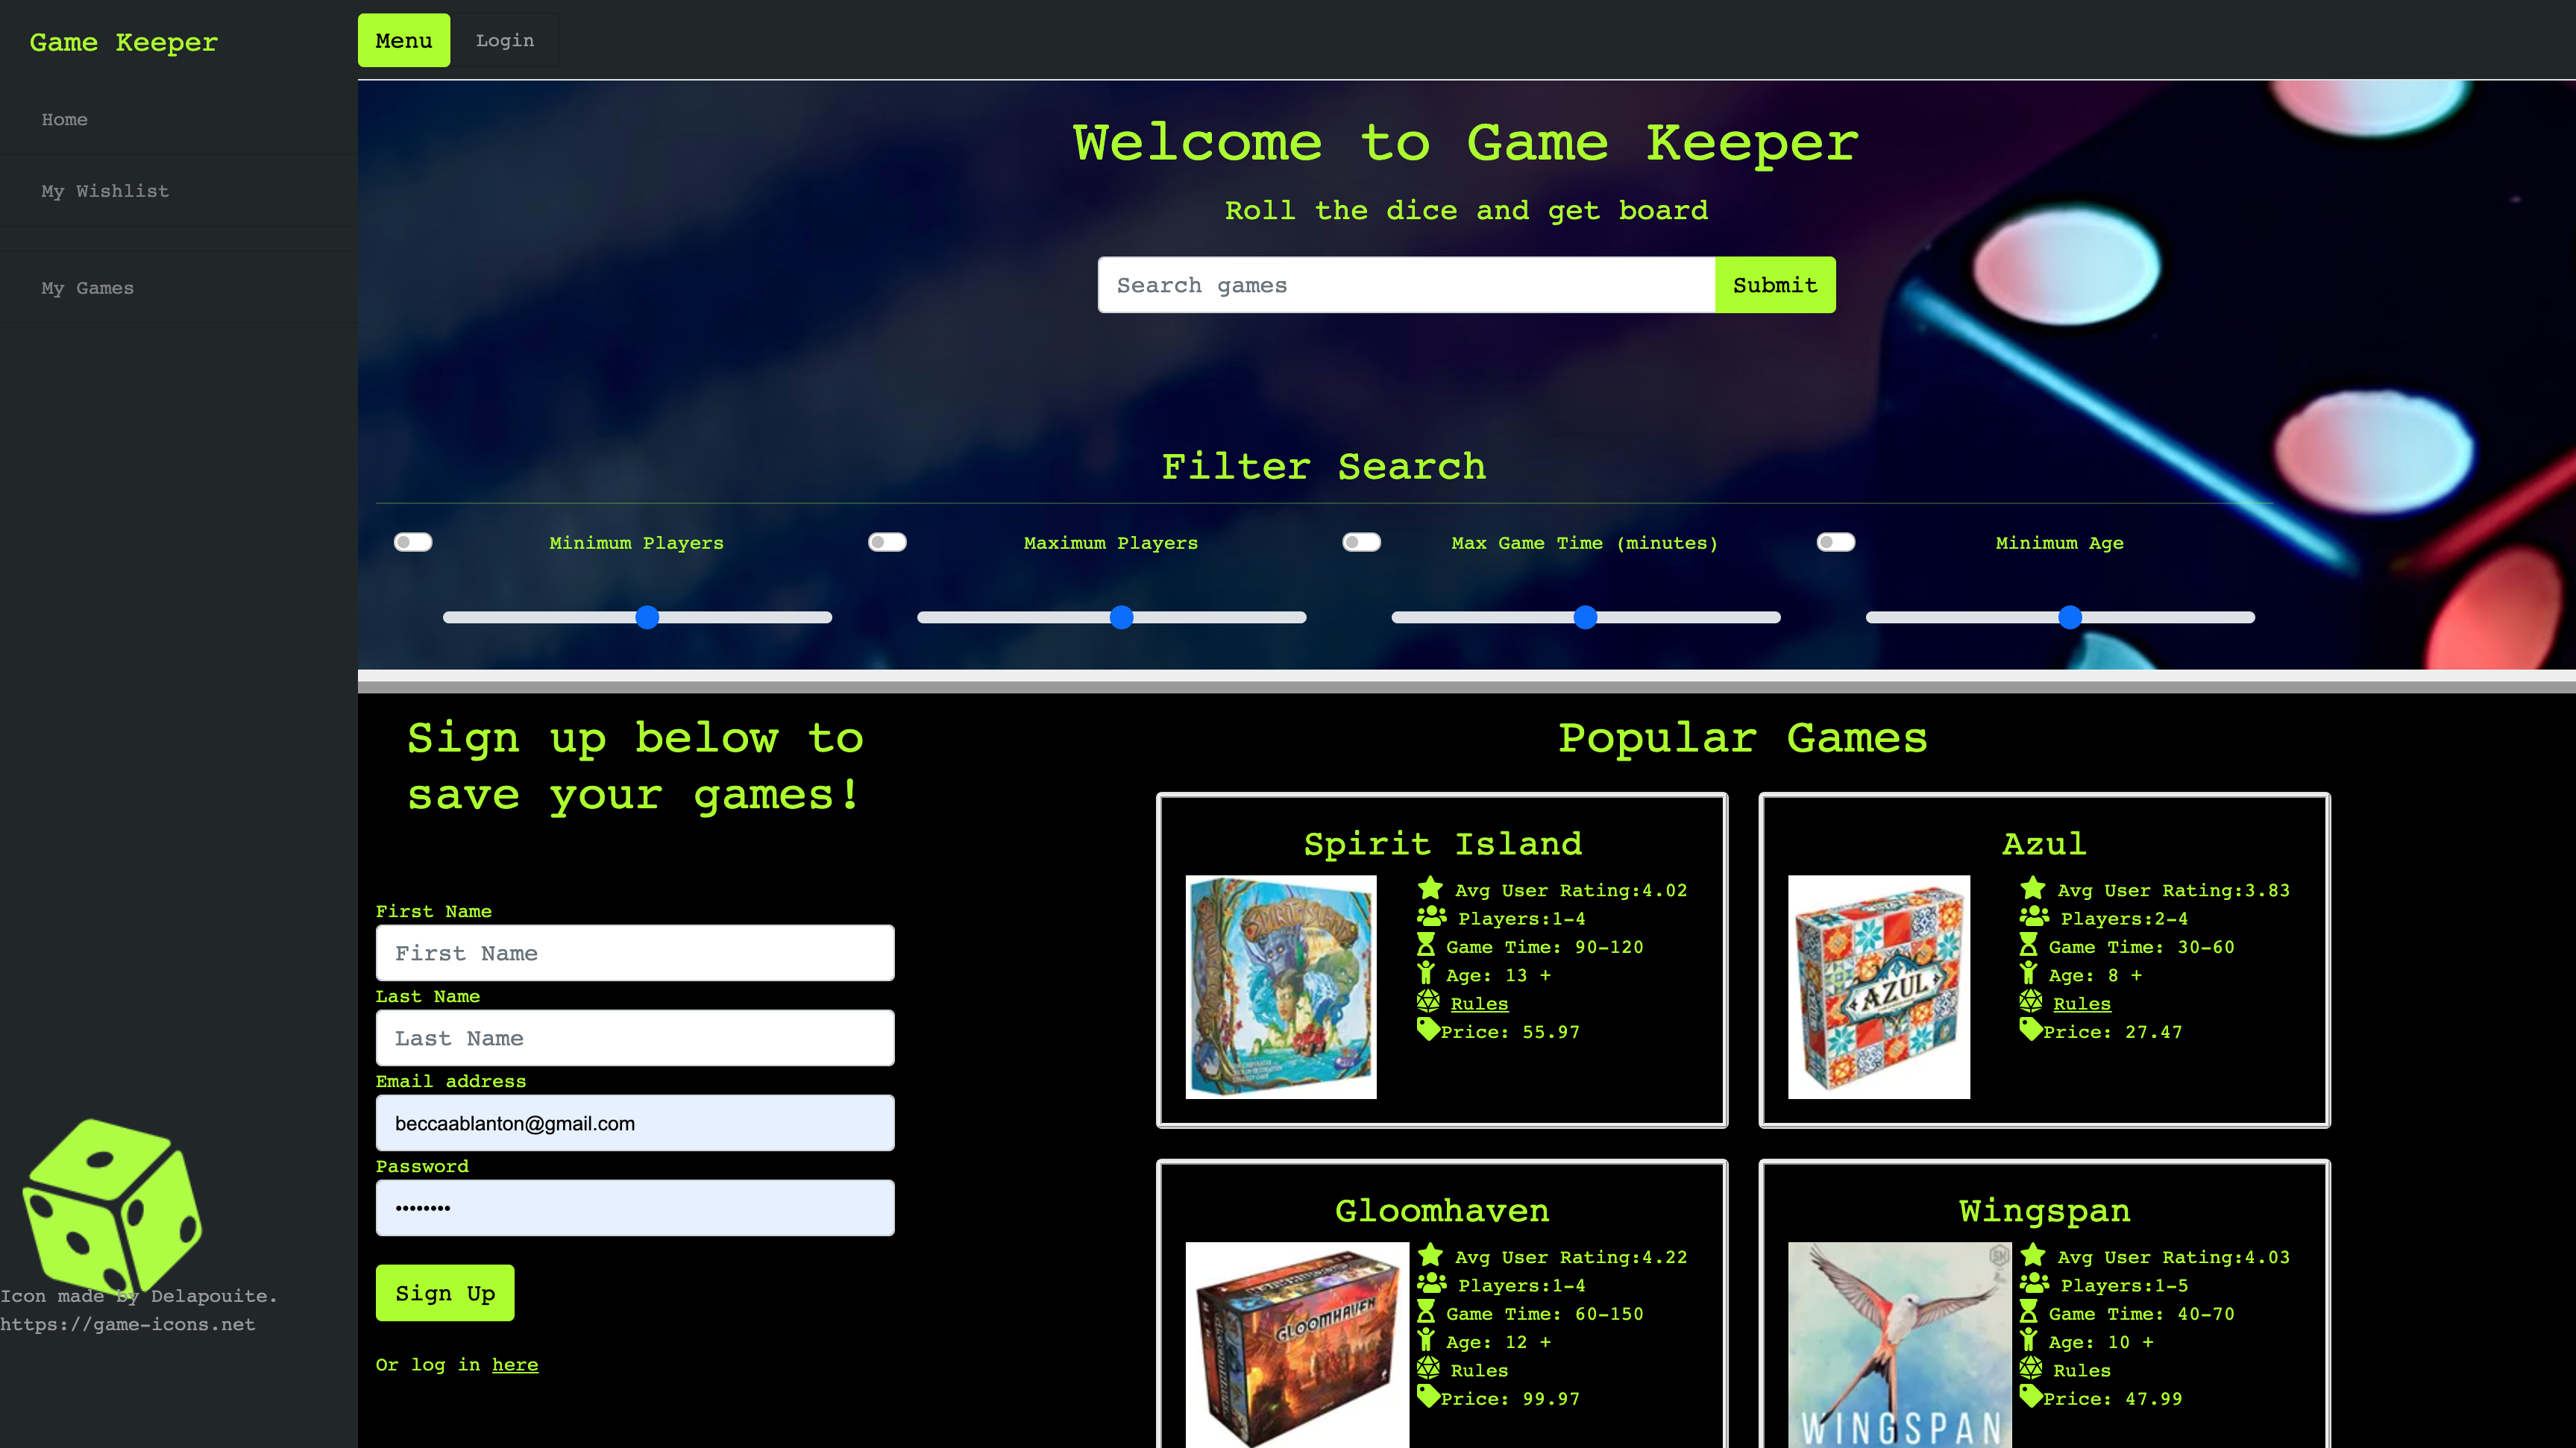 Game Keeper
Menu
Login
Home
My Wishlist
My Games
Welcome to Game Keeper
Roll the dice and get board
Search games
Submit
Filter Search
Minimum Players
Maximum Players
Max Game Time (minutes)
Minimum Age
Sign up below to
save your games!
First Name
First Name
Last Name
Last Name
Email address
beccaablanton@gmail.com
Password
••••••••
Sign Up
Or log in here
Popular Games
Spirit Island
SPIRIT ISLAND
Avg User Rating:4.02
Players:1-4
Game Time: 90-120
Age: 13 +
Rules
Price: 55.97
Azul
AZUL
Avg User Rating:3.83
Players:2-4
Game Time: 30-60
Age: 8 +
Rules
Price: 27.47
Gloomhaven
GLOOMHAVEN
Avg User Rating:4.22
Players:1-4
Game Time: 60-150
Age: 12 +
Rules
Price: 99.97
Wingspan
WINGSPAN
Avg User Rating:4.03
Players:1-5
Game Time: 40-70
Age: 10 +
Rules
Price: 47.99
Icon made by Delapouite.
https://game-icons.net